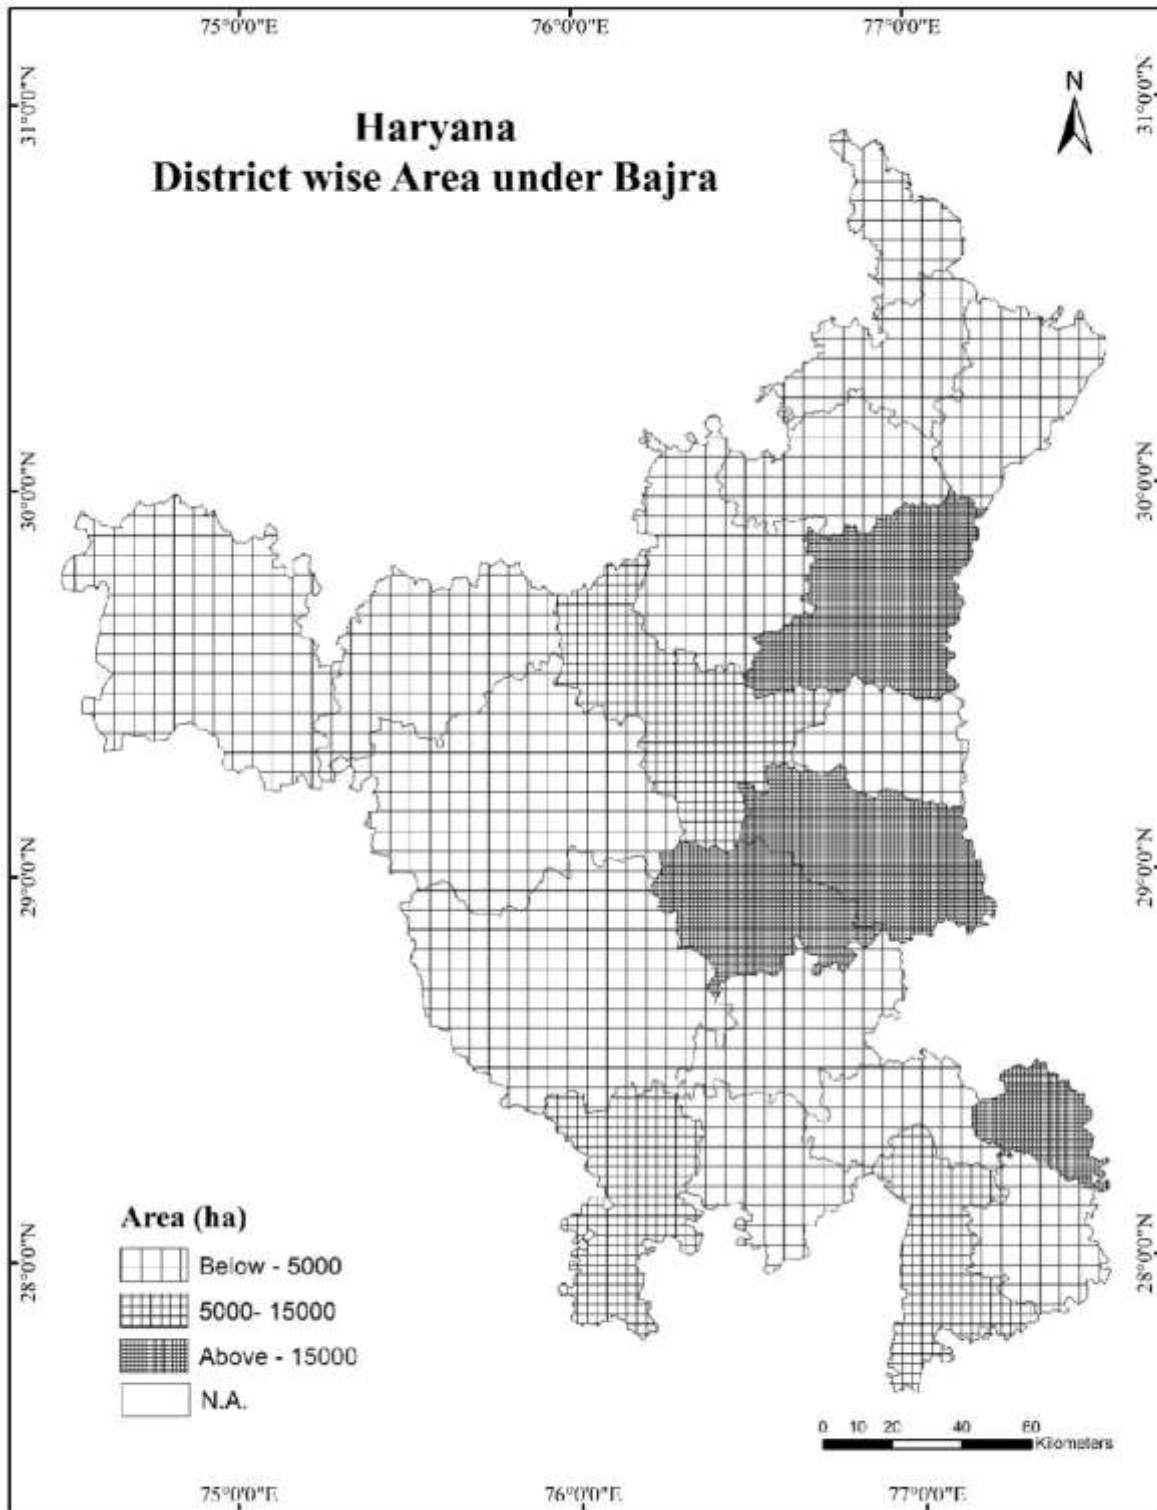 75°0'0"E 76°0'0"E 77°0'0"E
31°0'0"N
31°0'0"N
N
Haryana
District wise Area under Bajra
30°0'0"N
30°0'0"N
29°0'0"N
29°0'0"N
28°0'0"N
28°0'0"N
Area (ha)
Below - 5000
5000- 15000
Above - 15000
N.A.
0 10 20 40 60
Kilometers
75°0'0"E 76°0'0"E 77°0'0"E